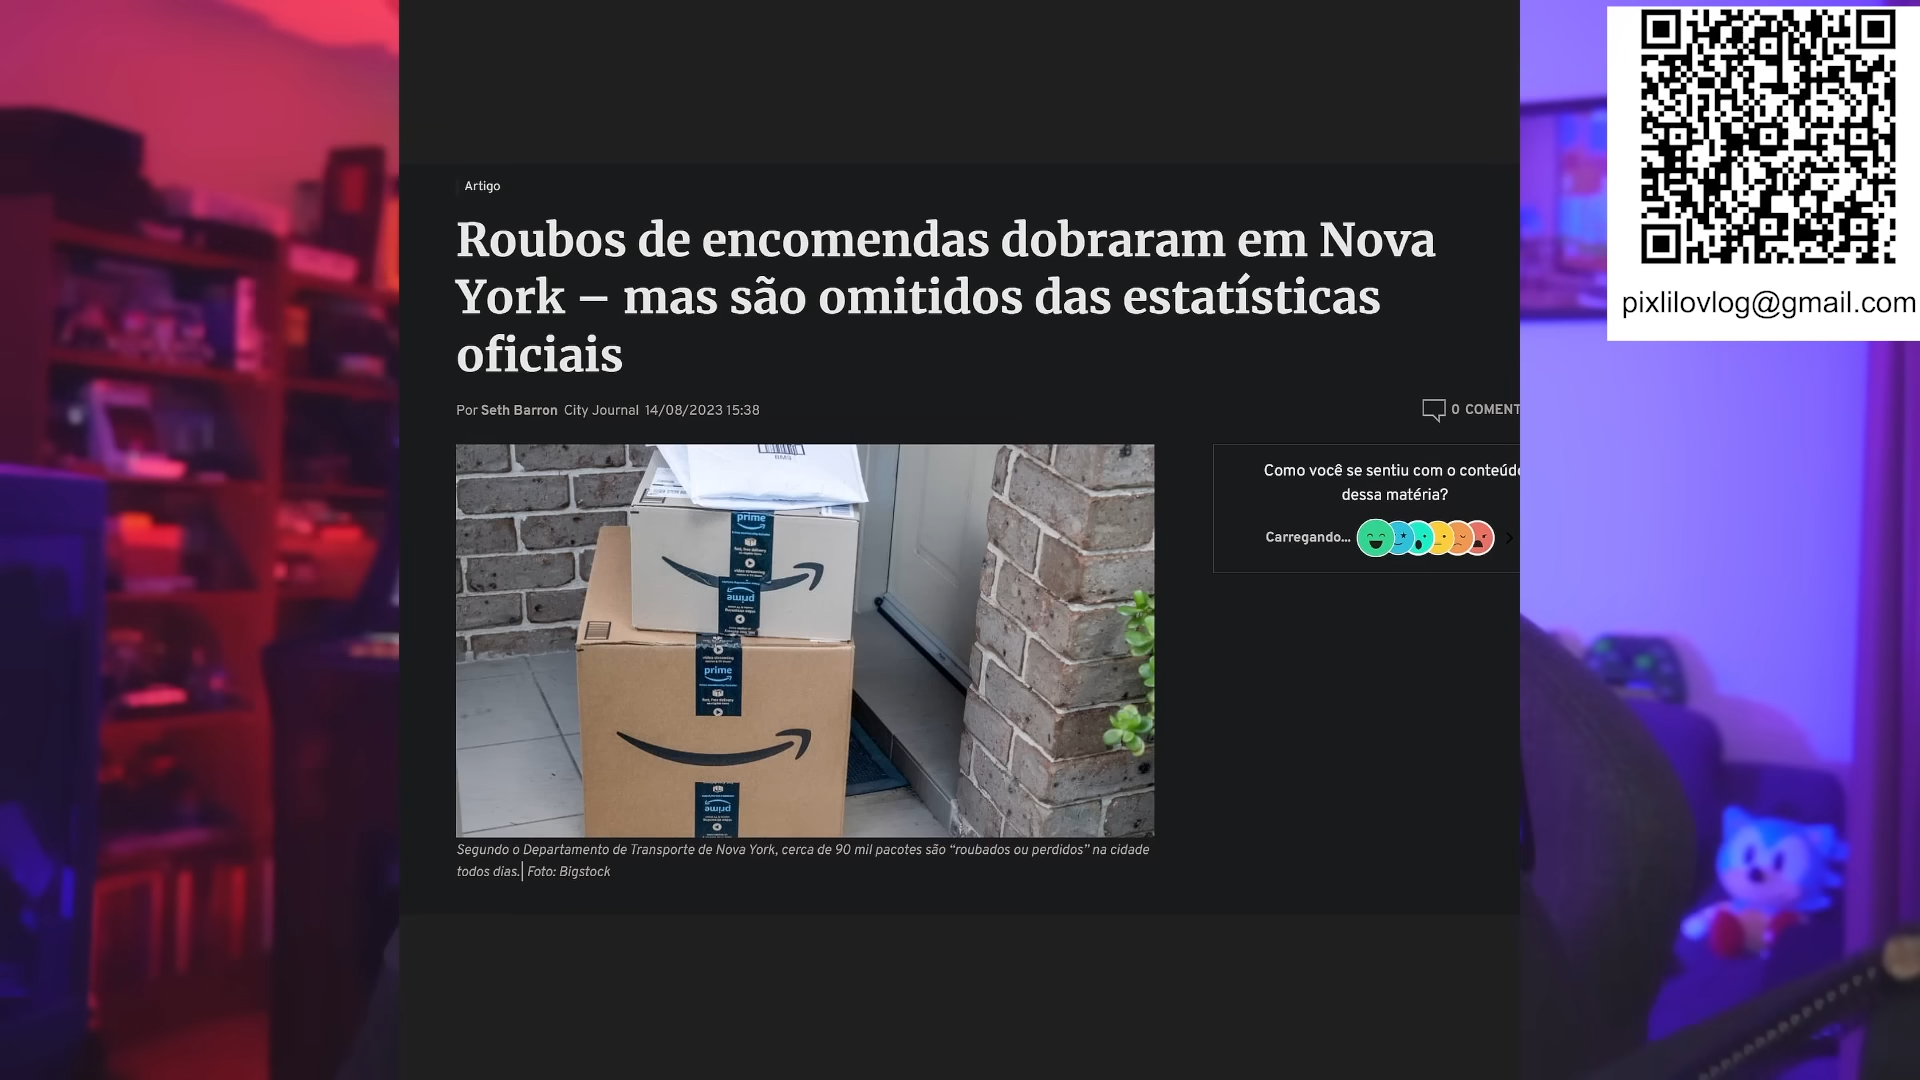 pixlilovlog@gmail.com
Artigo
Roubos de encomendas dobraram em Nova
York – mas são omitidos das estatísticas
oficiais
Por Seth Barron City Journal 14/08/2023 15:38
0 COMENT
Como você se sentiu com o conteúdo
dessa matéria?
Carregando...
prime
prime
prime
prime
Segundo o Departamento de Transporte de Nova York, cerca de 90 mil pacotes são “roubados ou perdidos” na cidade
todos dias.| Foto: Bigstock